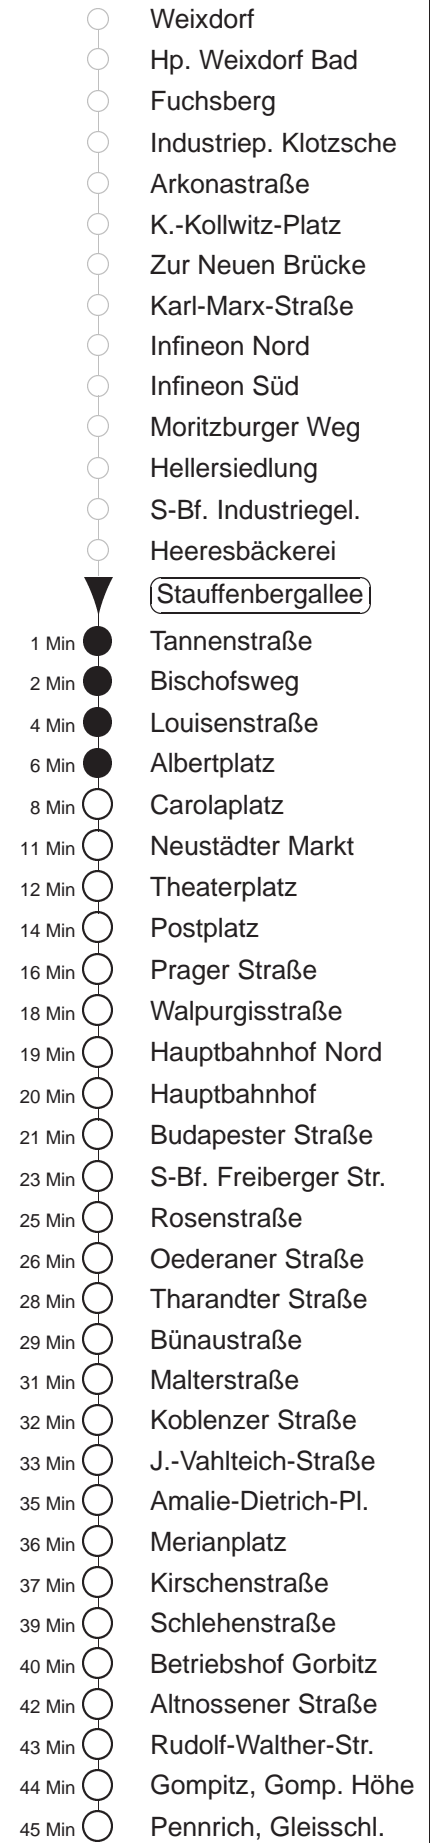 Weixdorf
Hp. Weixdorf Bad
Fuchsberg
Industriep. Klotzsche
Arkonastraße
K.-Kollwitz-Platz
Zur Neuen Brücke
Karl-Marx-Straße
Infineon Nord
Infineon Süd
Moritzburger Weg
Hellersiedlung
S-Bf. Industriegel.
Heeresbäckerei
Stauffenbergallee
1 Min Tannenstraße
2 Min Bischofsweg
4 Min Louisenstraße
6 Min Albertplatz
8 Min Carolaplatz
11 Min Neustädter Markt
12 Min Theaterplatz
14 Min Postplatz
16 Min Prager Straße
18 Min Walpurgisstraße
19 Min Hauptbahnhof Nord
20 Min Hauptbahnhof
21 Min Budapester Straße
23 Min S-Bf. Freiberger Str.
25 Min Rosenstraße
26 Min Oederaner Straße
28 Min Tharandter Straße
29 Min Bünaustraße
31 Min Malterstraße
32 Min Koblenzer Straße
33 Min J.-Vahlteich-Straße
35 Min Amalie-Dietrich-Pl.
36 Min Merianplatz
37 Min Kirschenstraße
39 Min Schlehenstraße
40 Min Betriebshof Gorbitz
42 Min Altnossener Straße
43 Min Rudolf-Walther-Str.
44 Min Gompitz, Gomp. Höhe
45 Min Pennrich, Gleisschl.